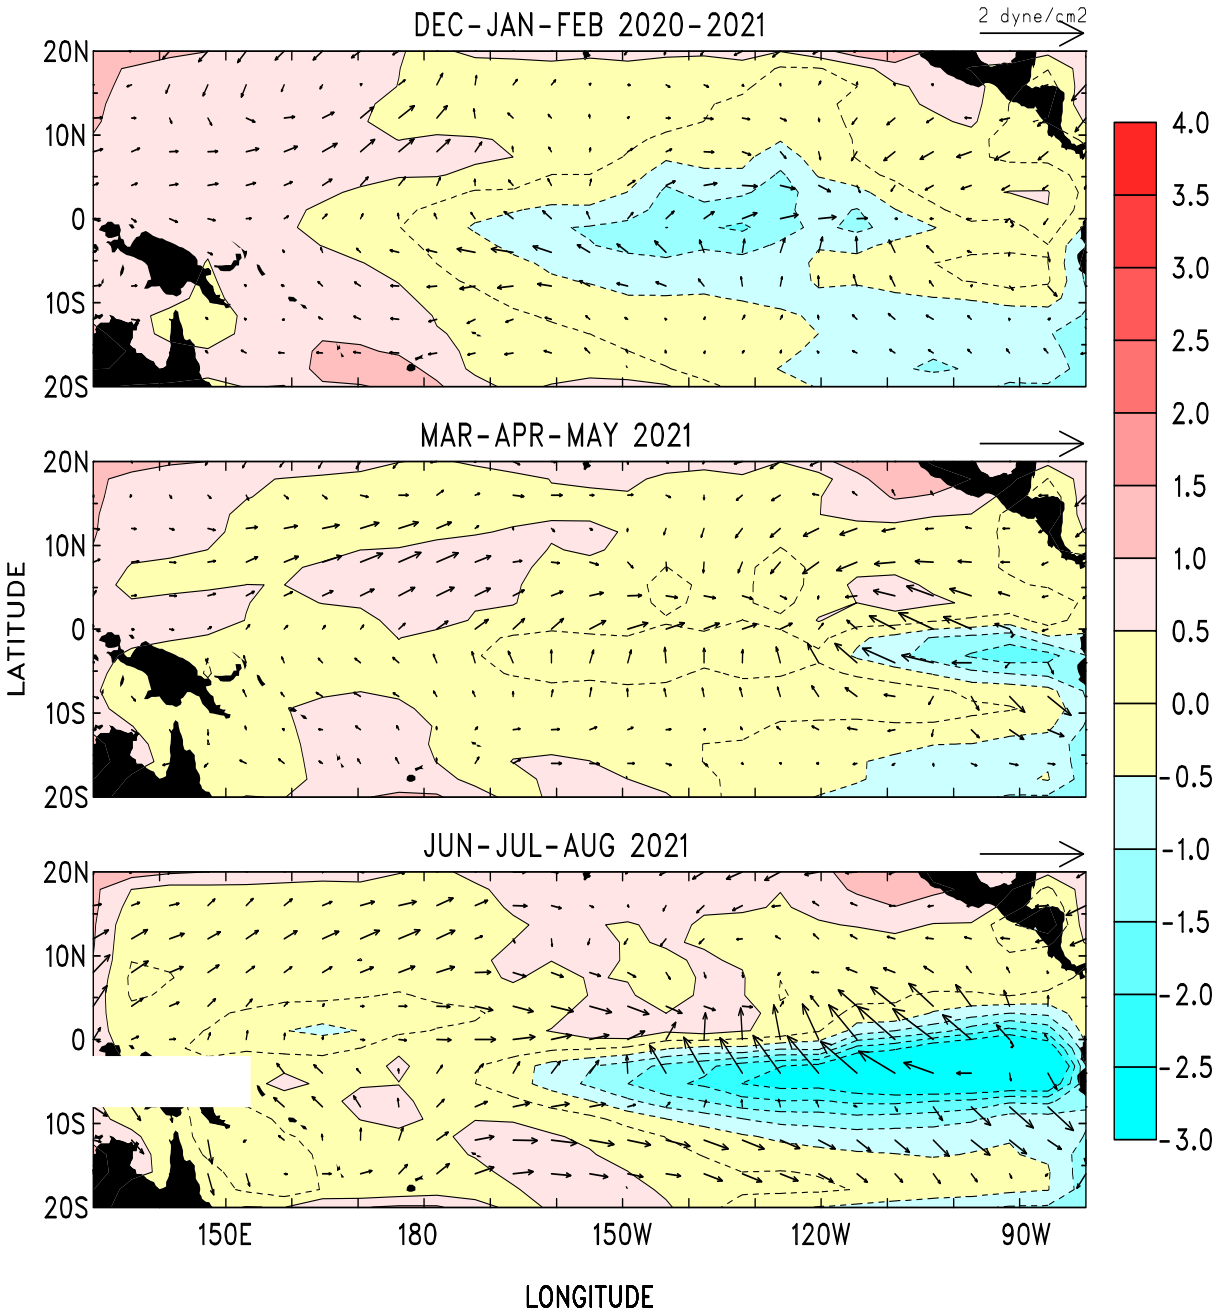 DEC-JAN-FEB 2020-2021
2 dyne/cm2
20N
10N
0
10S
20S
MAR-APR-MAY 2021
20N
10N
0
10S
20S
LATITUDE
JUN-JUL-AUG 2021
20N
10N
0
10S
20S
150E
180
150W
120W
90W
LONGITUDE
4.0
3.5
3.0
2.5
2.0
1.5
1.0
0.5
0.0
-0.5
-1.0
-1.5
-2.0
-2.5
-3.0